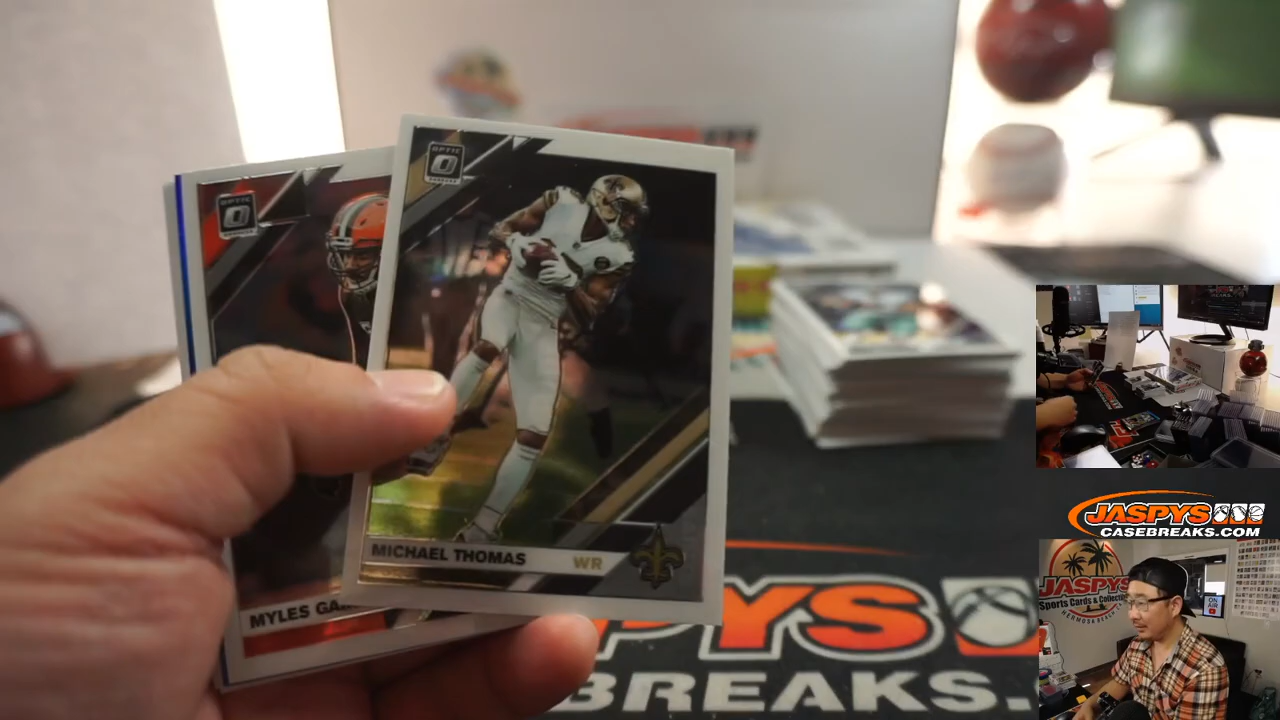 OPTIC
OPTIC
MICHAEL THOMAS WR
MYLES GA
PYS
BREAKS.
JASPYS
CASEBREAKS.COM
JASPYS
Sports Cards & Collectibles
HERMOSA BEACH
ON
AIR